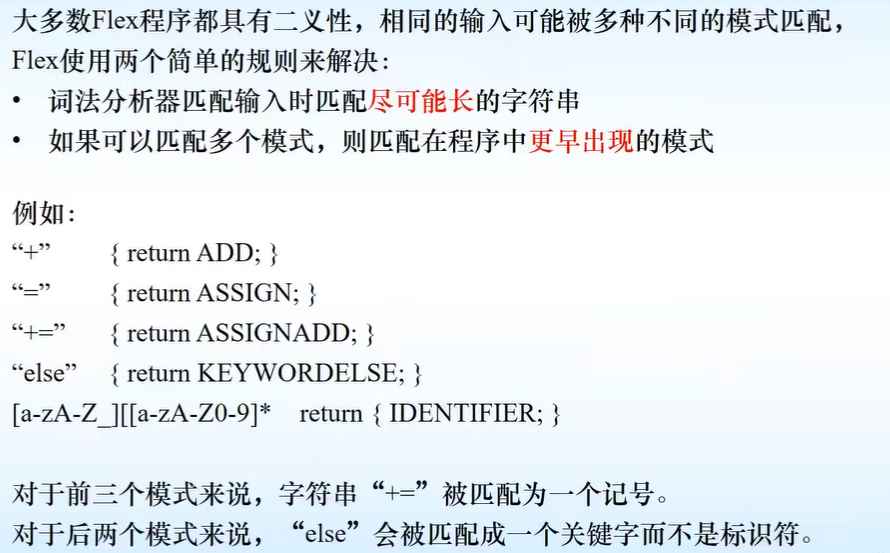 大多数Flex程序都具有二义性，相同的输入可能被多种不同的模式匹配，
Flex使用两个简单的规则来解决：
• 词法分析器匹配输入时匹配尽可能长的字符串
• 如果可以匹配多个模式，则匹配在程序中更早出现的模式
例如：
“+” { return ADD; }
“=” { return ASSIGN; }
“+=” { return ASSIGNADD; }
“else” { return KEYWORDELSE; }
[a-zA-Z_][[a-zA-Z0-9]* return { IDENTIFIER; }
对于前三个模式来说，字符串“+=”被匹配为一个记号。
对于后两个模式来说，“else”会被匹配成一个关键字而不是标识符。